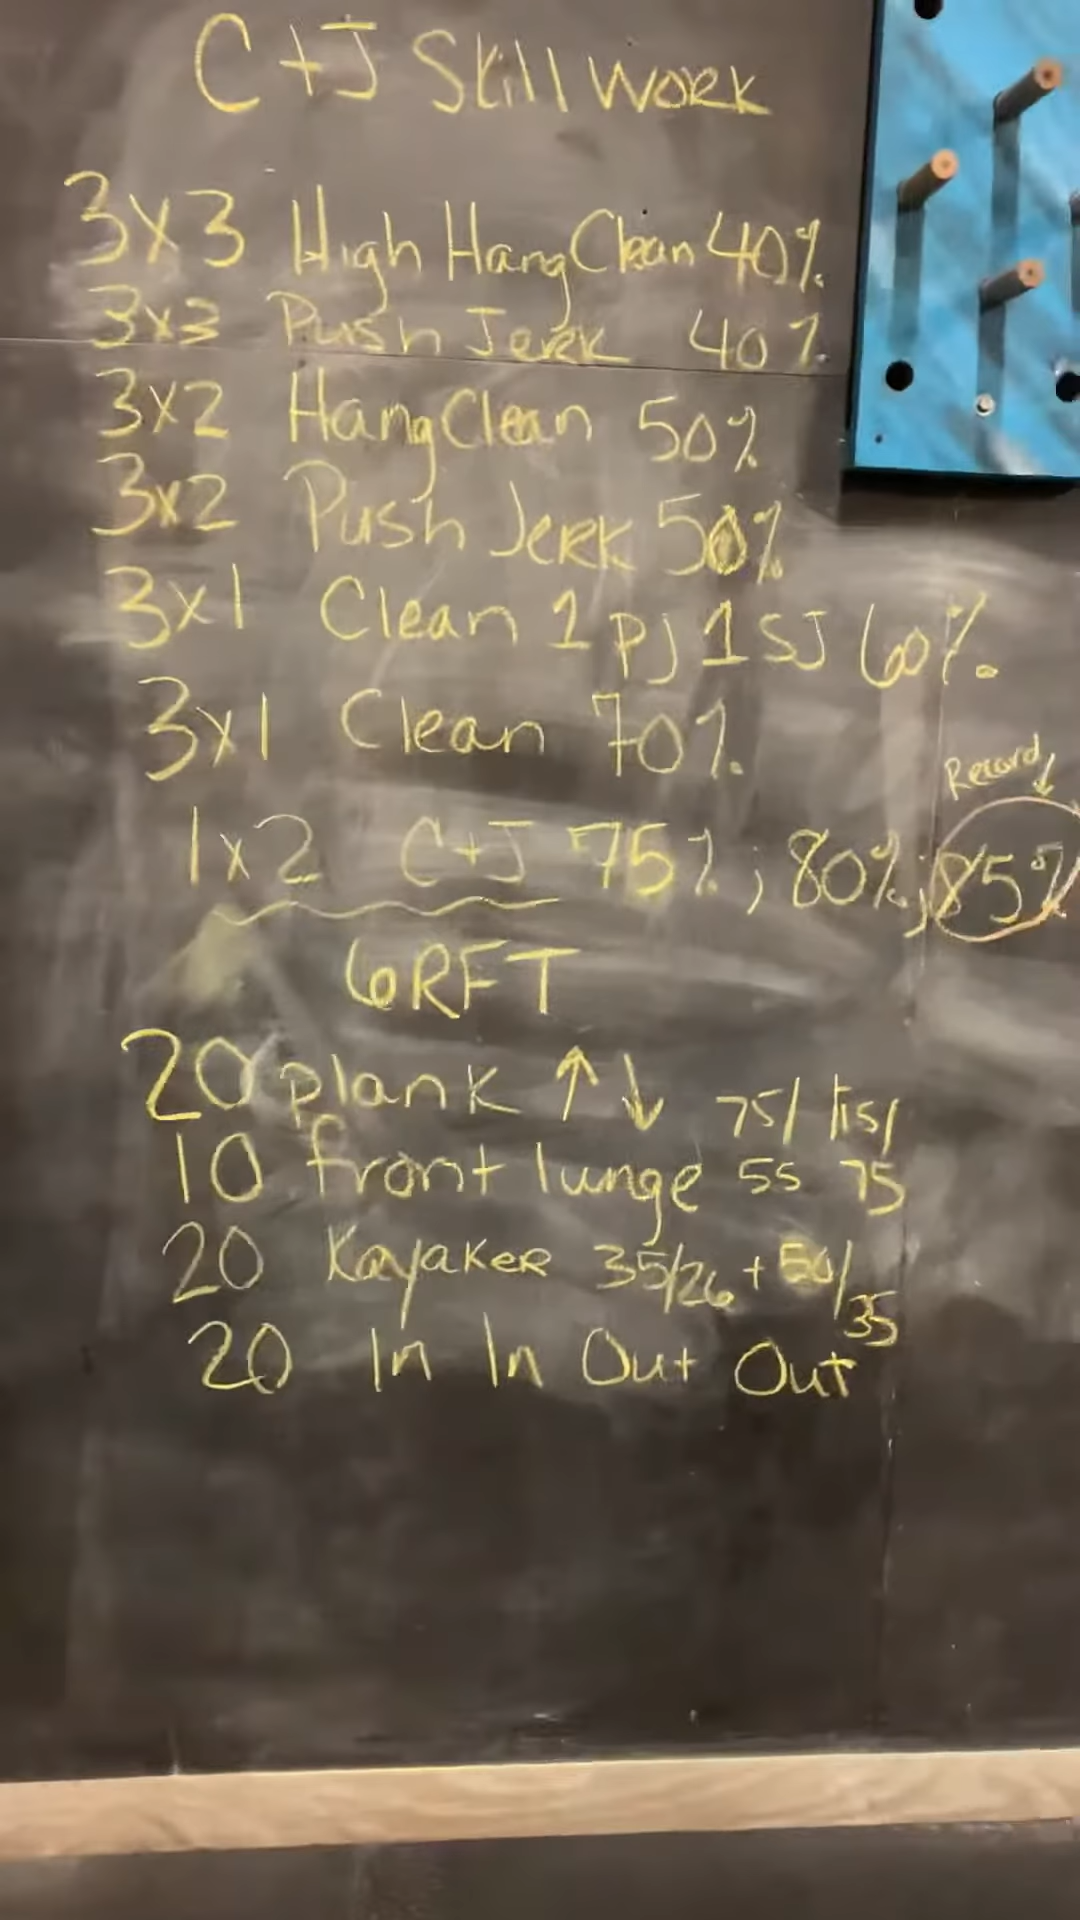 C+J Skill WORK
3x3 High Hang Clean 40%
3x3 Push Jerk 40%
3x2 Hang Clean 50%
3x2 Push Jerk 50%
3x1 Clean 1 PJ 1 SJ 60%
3x1 Clean 70%
Record ↓
1x2 C+J 75%; 80%; 85%
6RFT
20 plank ↑ ↓ 75/ 115/
10 front lunge 55 75
20 Kayaker 35/26 + 50/
35
20 In In Out Out